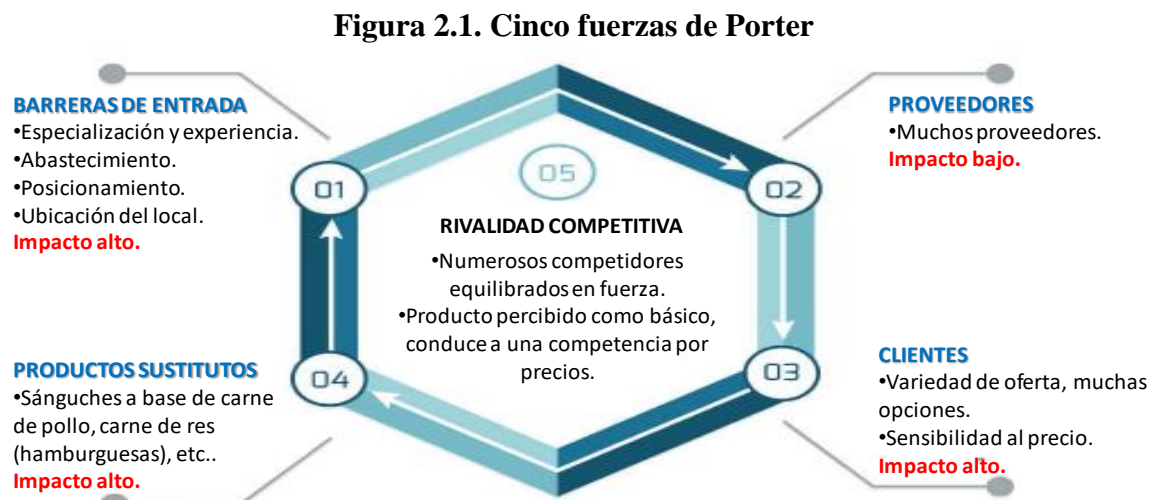 Figura 2.1. Cinco fuerzas de Porter
BARRERAS DE ENTRADA
•Especialización y experiencia.
•Abastecimiento.
•Posicionamiento.
•Ubicación del local.
Impacto alto.
01
PROVEEDORES
•Muchos proveedores.
Impacto bajo.
02
05
RIVALIDAD COMPETITIVA
•Numerosos competidores
equilibrados en fuerza.
•Producto percibido como básico,
conduce a una competencia por
precios.
PRODUCTOS SUSTITUTOS
•Sánguches a base de carne
de pollo, carne de res
(hamburguesas), etc..
Impacto alto.
04
03
CLIENTES
•Variedad de oferta, muchas
opciones.
•Sensibilidad al precio.
Impacto alto.